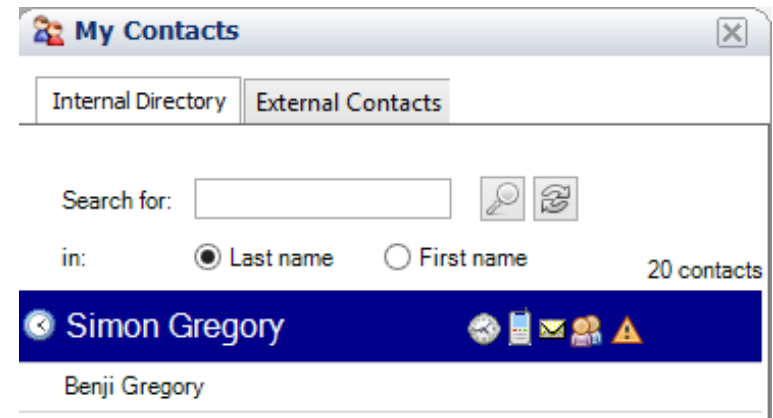 My Contacts
Internal Directory External Contacts
Search for:
in: Last name First name
20 contacts
Simon Gregory
Benji Gregory